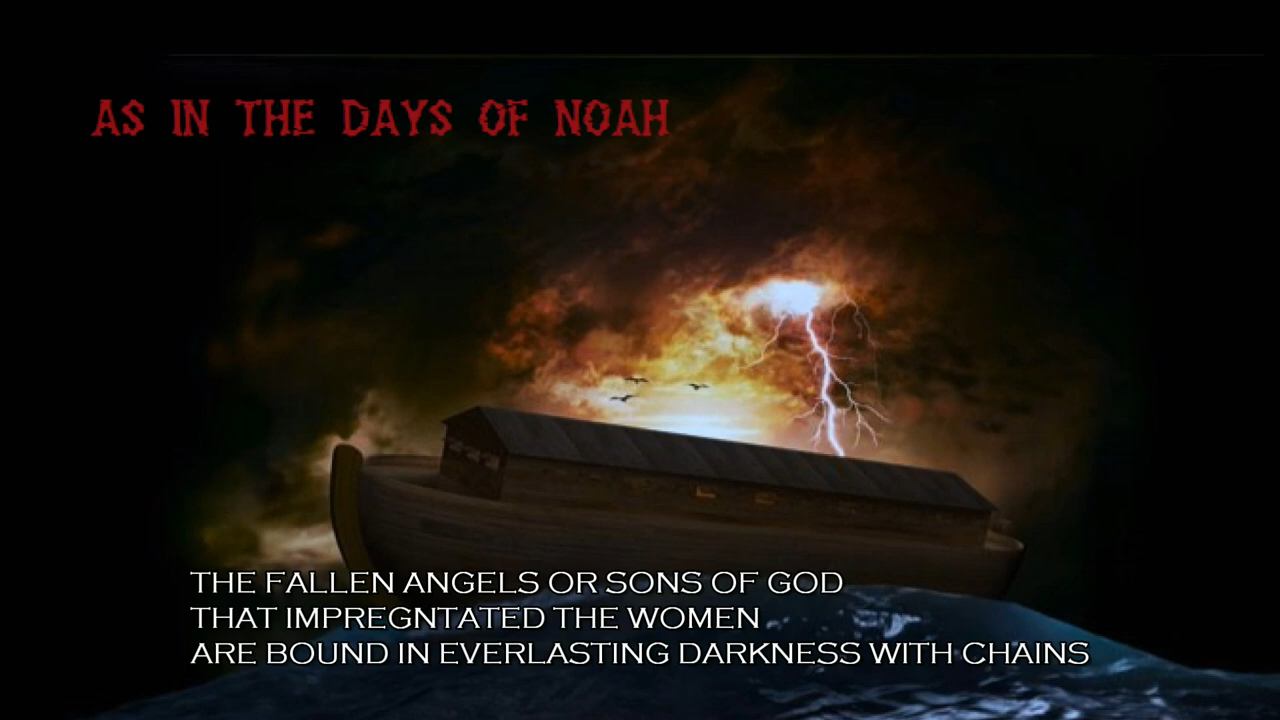 AS IN THE DAYS OF NOAH
THE FALLEN ANGELS OR SONS OF GOD
THAT IMPREGNTATED THE WOMEN
ARE BOUND IN EVERLASTING DARKNESS WITH CHAINS